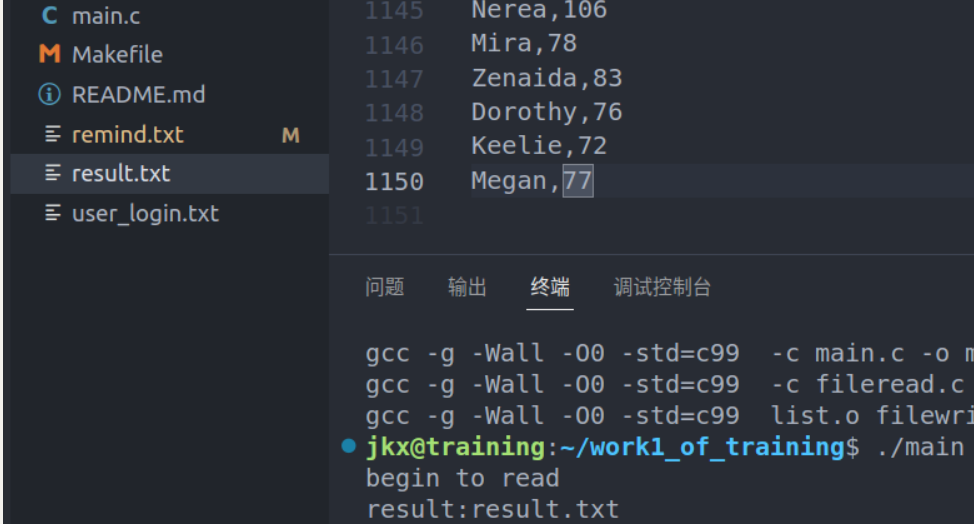 main.c
Makefile
README.md
remind.txt M
result.txt
user_login.txt
1145 Nerea,106
1146 Mira,78
1147 Zenaida,83
1148 Dorothy,76
1149 Keelie,72
1150 Megan,77
1151
问题 输出 终端 调试控制台
gcc -g -Wall -O0 -std=c99  -c main.c -o
gcc -g -Wall -O0 -std=c99  -c fileread.c
gcc -g -Wall -O0 -std=c99  list.o filewri
jkx@training:~/work1_of_training$ ./main
begin to read
result:result.txt